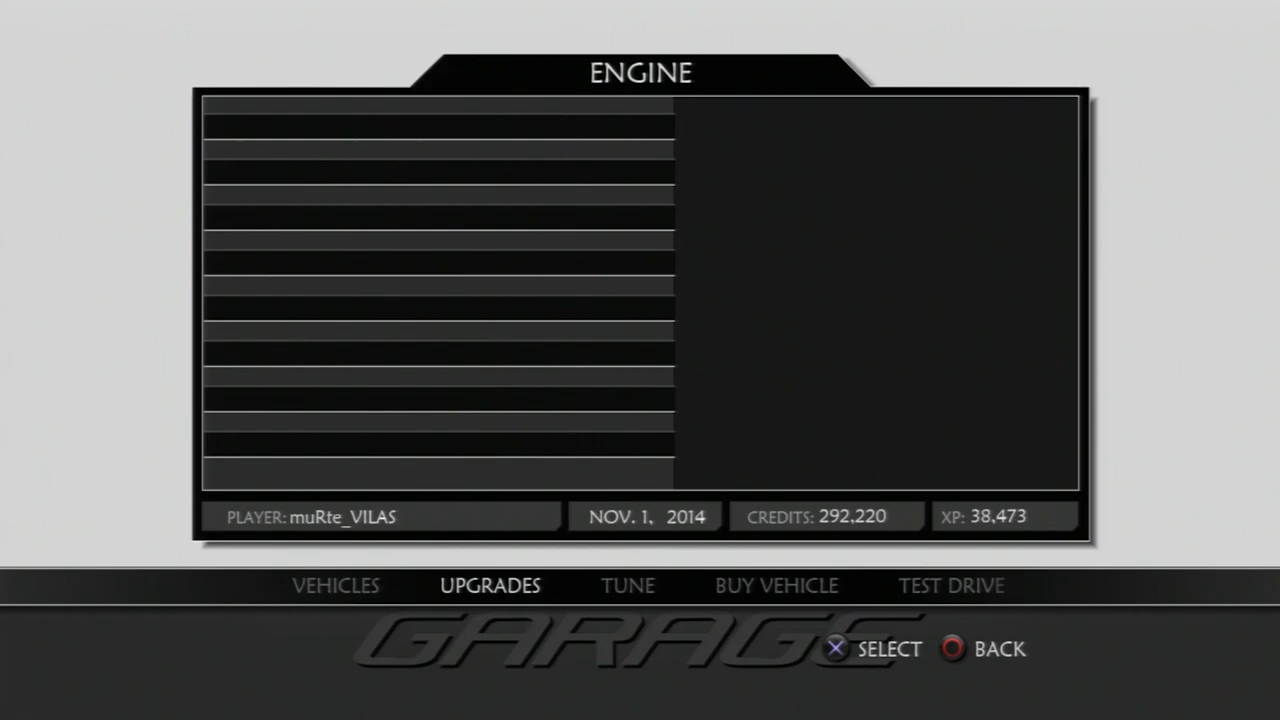 ENGINE
PLAYER: muRte_VILAS NOV. 1, 2014 CREDITS: 292,220 XP: 38,473
VEHICLES UPGRADES TUNE BUY VEHICLE TEST DRIVE
GARAGE
SELECT BACK